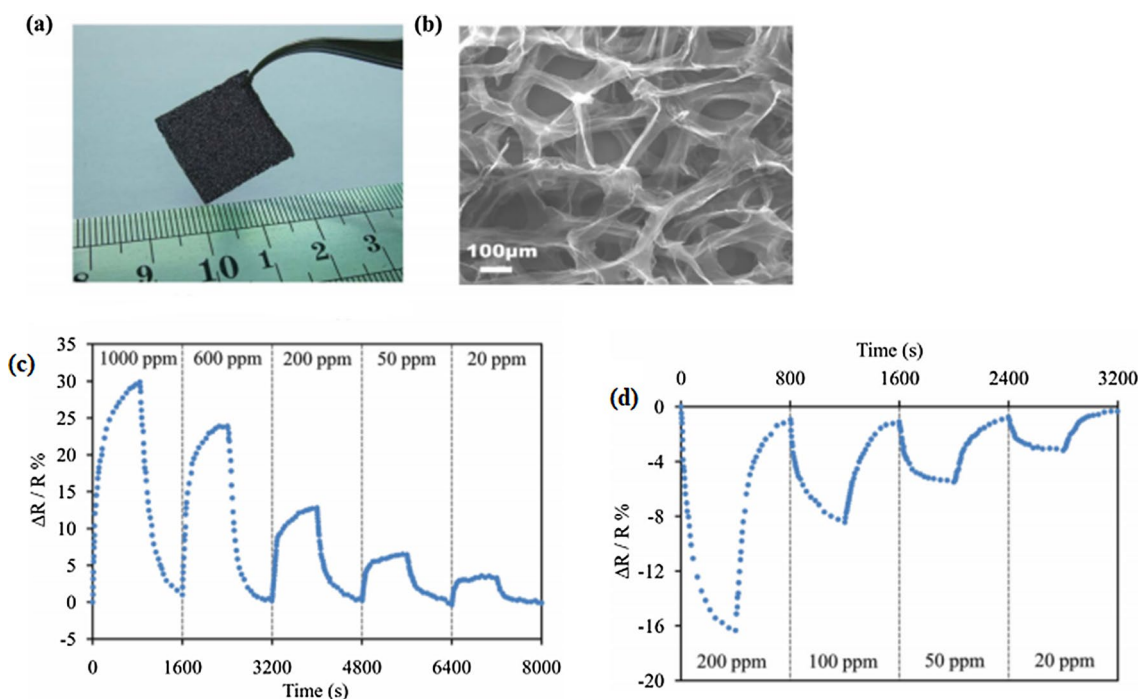 (a)
(b)
8 9 10 1 2 3
100μm
(c)
35
30
25
20
15
10
5
0
-5
ΔR / R %
1000 ppm 600 ppm 200 ppm 50 ppm 20 ppm
0 1600 3200 4800 6400 8000
Time (s)
(d)
Time (s)
0 800 1600 2400 3200
0
-4
-8
-12
-16
-20
ΔR / R %
200 ppm 100 ppm 50 ppm 20 ppm